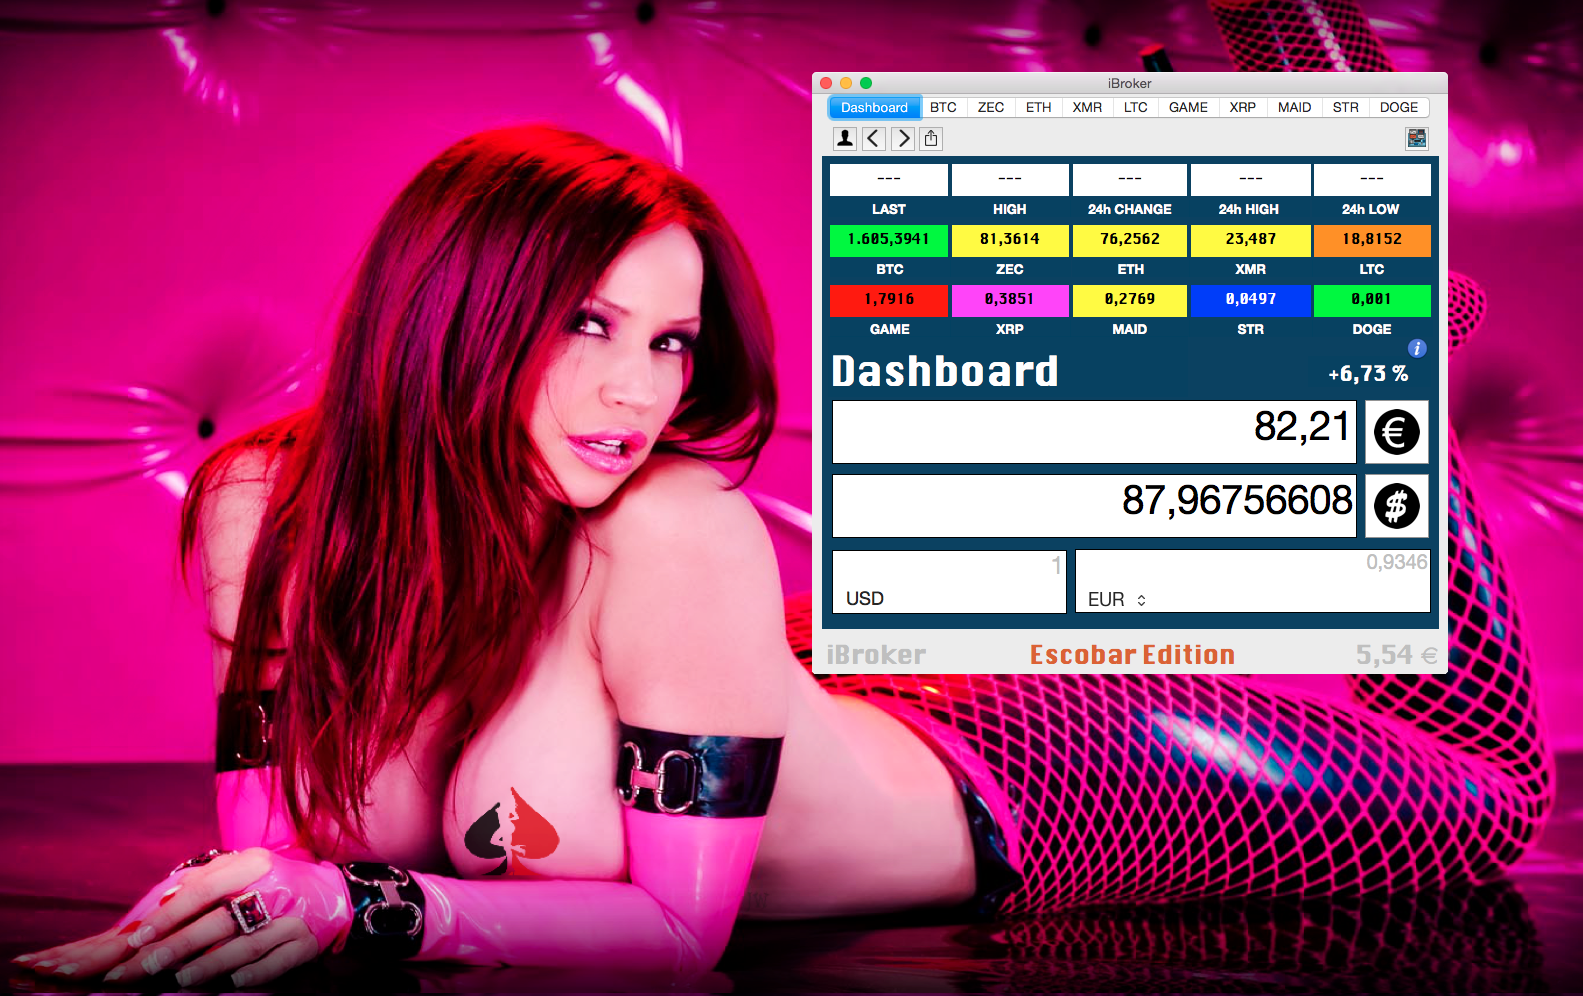 iBroker
Dashboard BTC ZEC ETH XMR LTC GAME XRP MAID STR DOGE
--- --- --- --- ---
LAST HIGH 24h CHANGE 24h HIGH 24h LOW
1.605,3941 81,3614 76,2562 23,487 18,8152
BTC ZEC ETH XMR LTC
1,7916 0,3851 0,2769 0,0497 0,001
GAME XRP MAID STR DOGE
i
Dashboard +6,73 %
82,21 €
87,96756608 $
1 0,9346
USD EUR
iBroker Escobar Edition 5,54 €